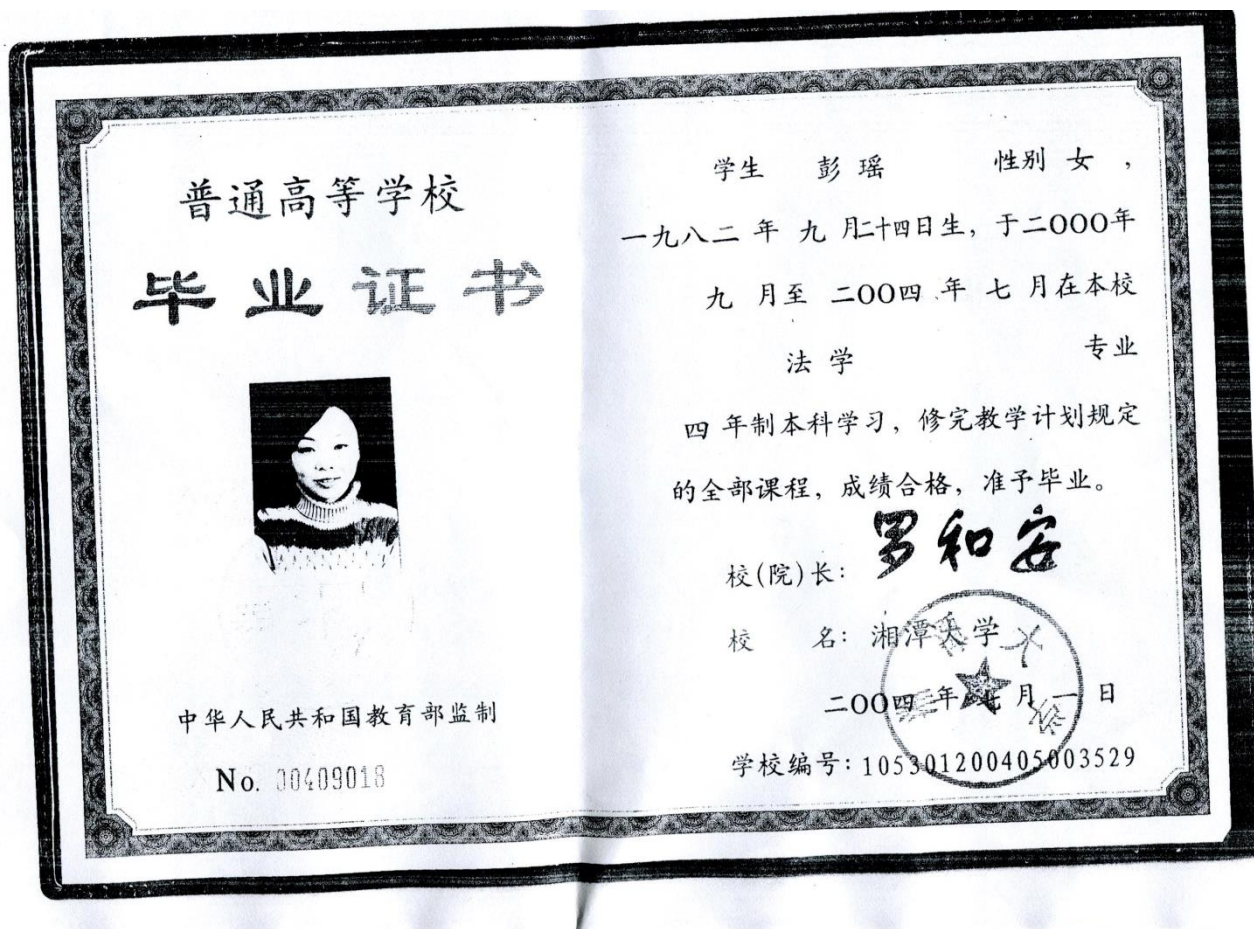 普通高等学校
毕业证书
中华人民共和国教育部监制
No. 00409018
学生 彭瑶 性别 女 ,
一九八二 年 九 月二十四日生，于二000年
九 月至 二00四 年 七 月在本校
法学 专业
四 年制本科学习，修完教学计划规定
的全部课程，成绩合格，准予毕业。
校(院)长: 罗和安
校 名: 湘潭大学
二00四 年 七 月 一 日
学校编号: 105301200405003529